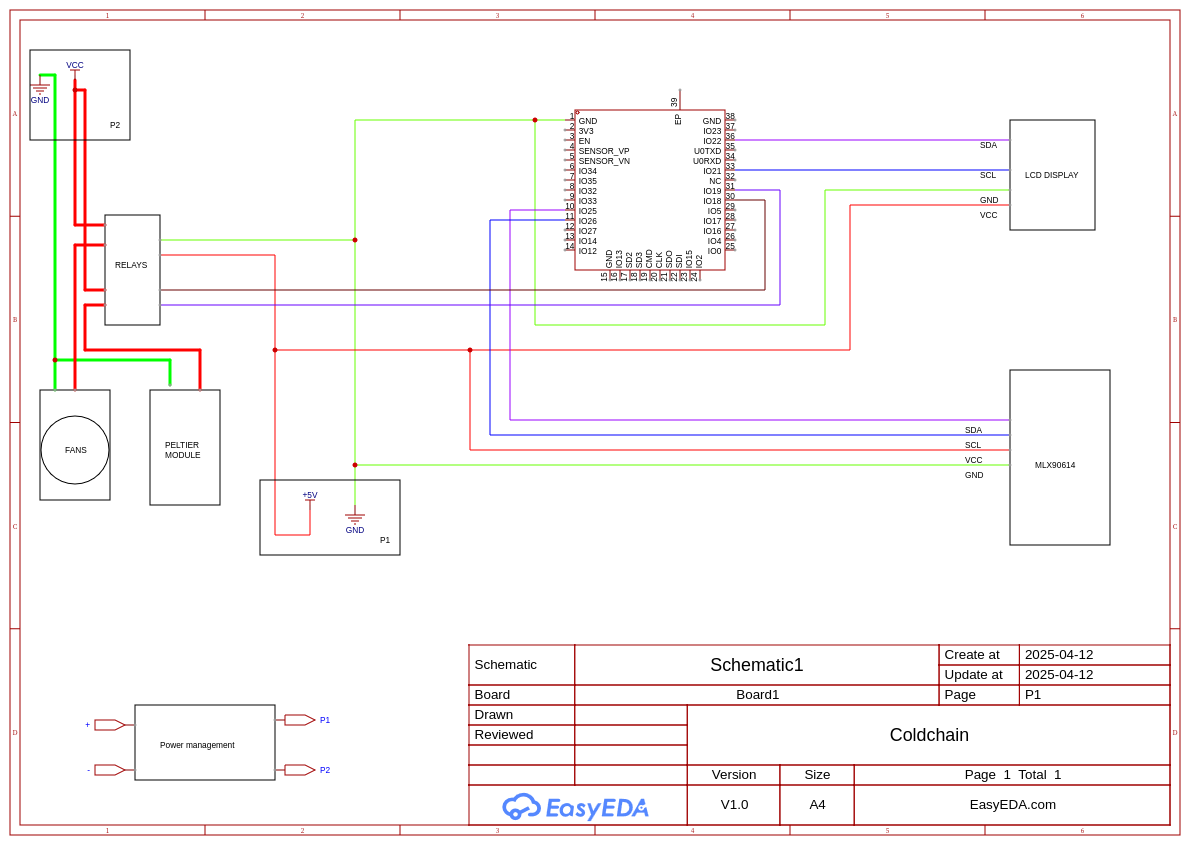 1 2 3 4 5 6
A A
B B
C C
D D
VCC
GND
P2
RELAYS
FANS
PELTIER
MODULE
+5V
GND
P1
39
EP
1 GND
2 3V3
3 EN
4 SENSOR_VP
5 SENSOR_VN
6 IO34
7 IO35
8 IO32
9 IO33
10 IO25
11 IO26
12 IO27
13 IO14
14 IO12
GND 38
IO23 37
IO22 36
U0TXD 35
U0RXD 34
IO21 33
NC 32
IO19 31
IO18 30
IO5 29
IO17 28
IO16 27
IO4 26
IO0 25
GND 15
IO13 16
SD2 17
SD3 18
CMD 19
CLK 20
SDO 21
SDI 22
IO15 23
IO2 24
SDA
SCL
GND
VCC
LCD DISPLAY
SDA
SCL
VCC
GND
MLX90614
+
-
Power management
P1
P2
Schematic Schematic1 Create at 2025-04-12
Update at 2025-04-12
Board Board1 Page P1
Drawn
Reviewed
Coldchain
Version Size Page 1 Total 1
EasyEDA V1.0 A4 EasyEDA.com
1 2 3 4 5 6